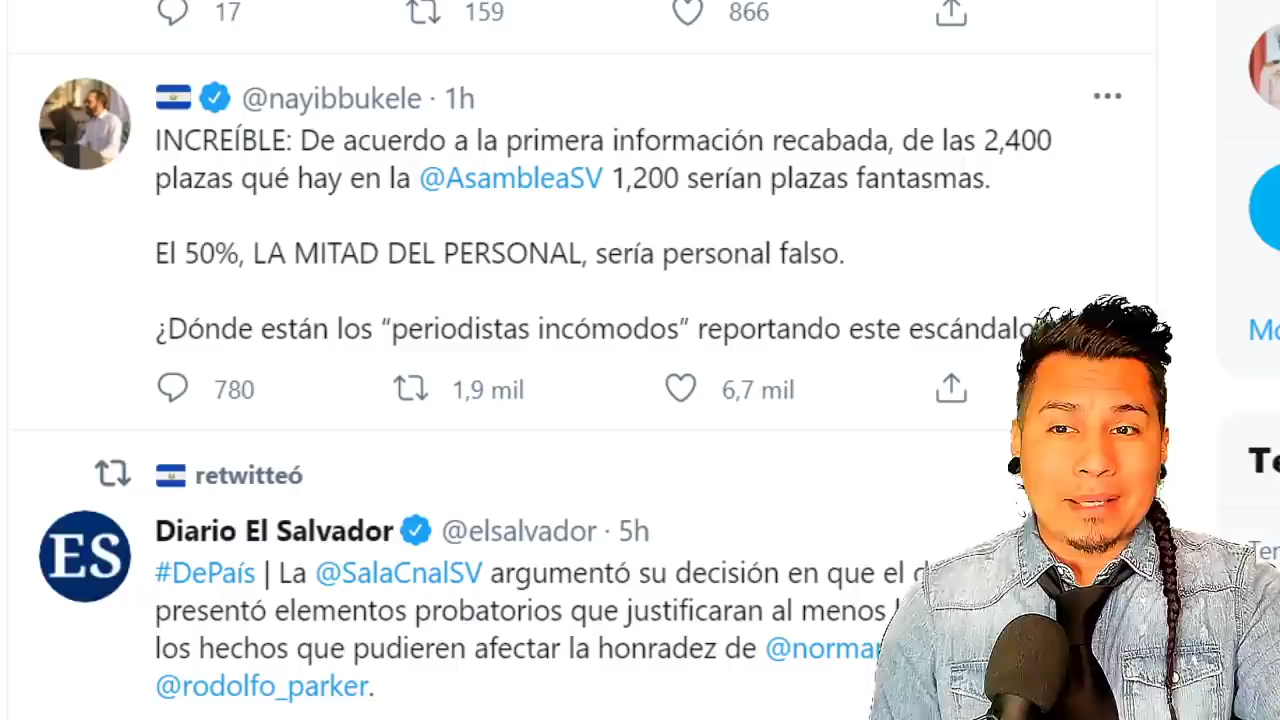 17 159 866
@nayibbukele · 1h
INCREÍBLE: De acuerdo a la primera información recabada, de las 2,400
plazas qué hay en la @AsambleaSV 1,200 serían plazas fantasmas.
El 50%, LA MITAD DEL PERSONAL, sería personal falso.
¿Dónde están los “periodistas incómodos” reportando este escándalo
780 1,9 mil 6,7 mil
retwitteó
ES
Diario El Salvador @elsalvador · 5h
#DePaís | La @SalaCnalSV argumentó su decisión en que el
presentó elementos probatorios que justificaran al menos
los hechos que pudieren afectar la honradez de
@rodolfo_parker.